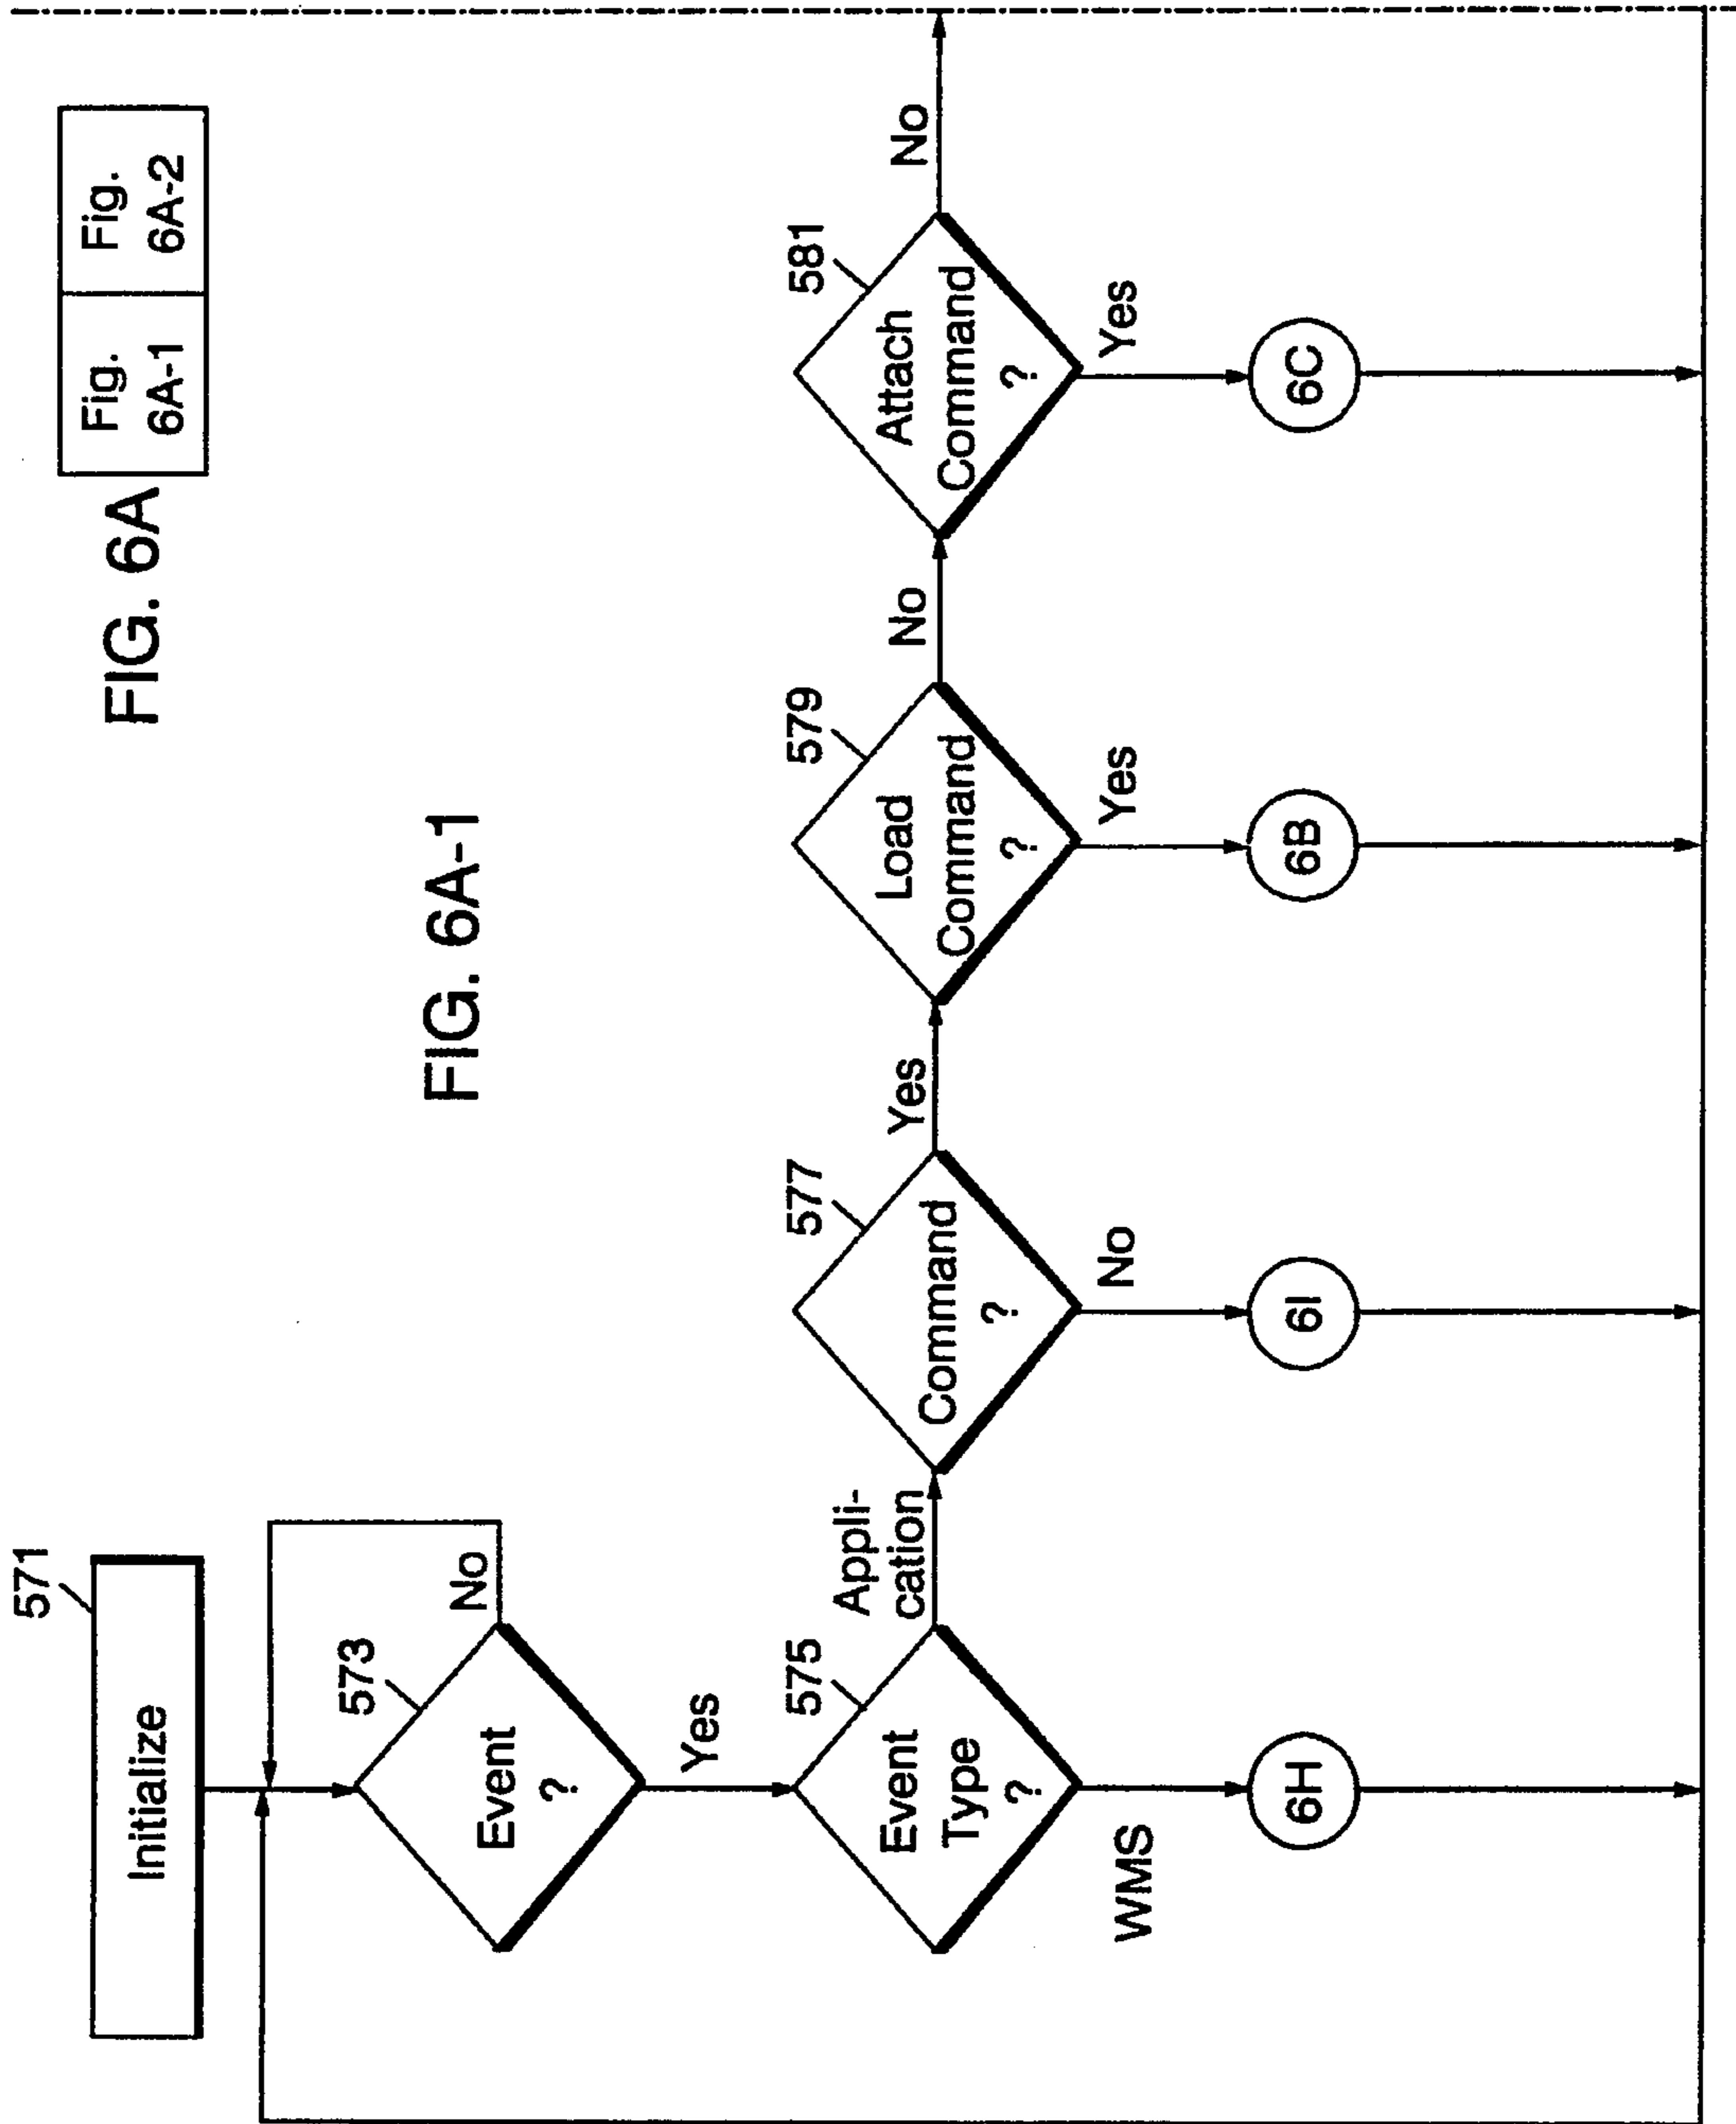 FIG. 6A
Fig.
6A-1
Fig.
6A-2
FIG. 6A-1
571
Initialize
573
Event
?
No
Yes
575
Event
Type
?
Appli-
cation
WMS
6H
577
Command
?
Yes
No
6I
579
Load
Command
?
No
Yes
6B
581
Attach
Command
?
No
Yes
6C